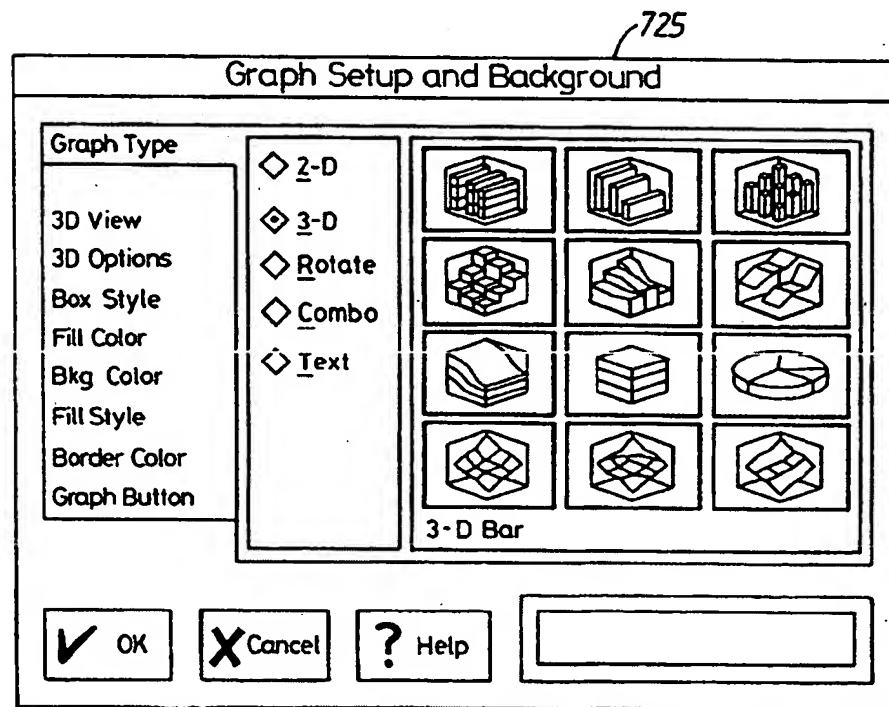 725
Graph Setup and Background
Graph Type
3D View
3D Options
Box Style
Fill Color
Bkg Color
Fill Style
Border Color
Graph Button
2-D
3-D
Rotate
Combo
Text
3-D Bar
OK
Cancel
? Help